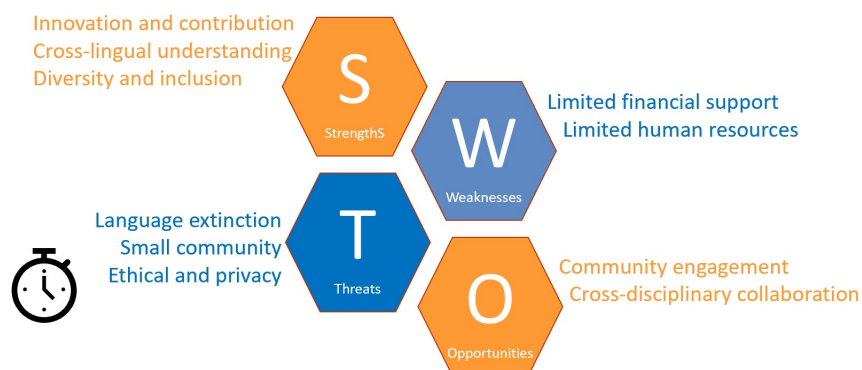 Innovation and contribution
Cross-lingual understanding
Diversity and inclusion
S
StrengthS
Limited financial support
Limited human resources
W
Weaknesses
Language extinction
Small community
Ethical and privacy
T
Threats
Community engagement
Cross-disciplinary collaboration
O
Opportunities